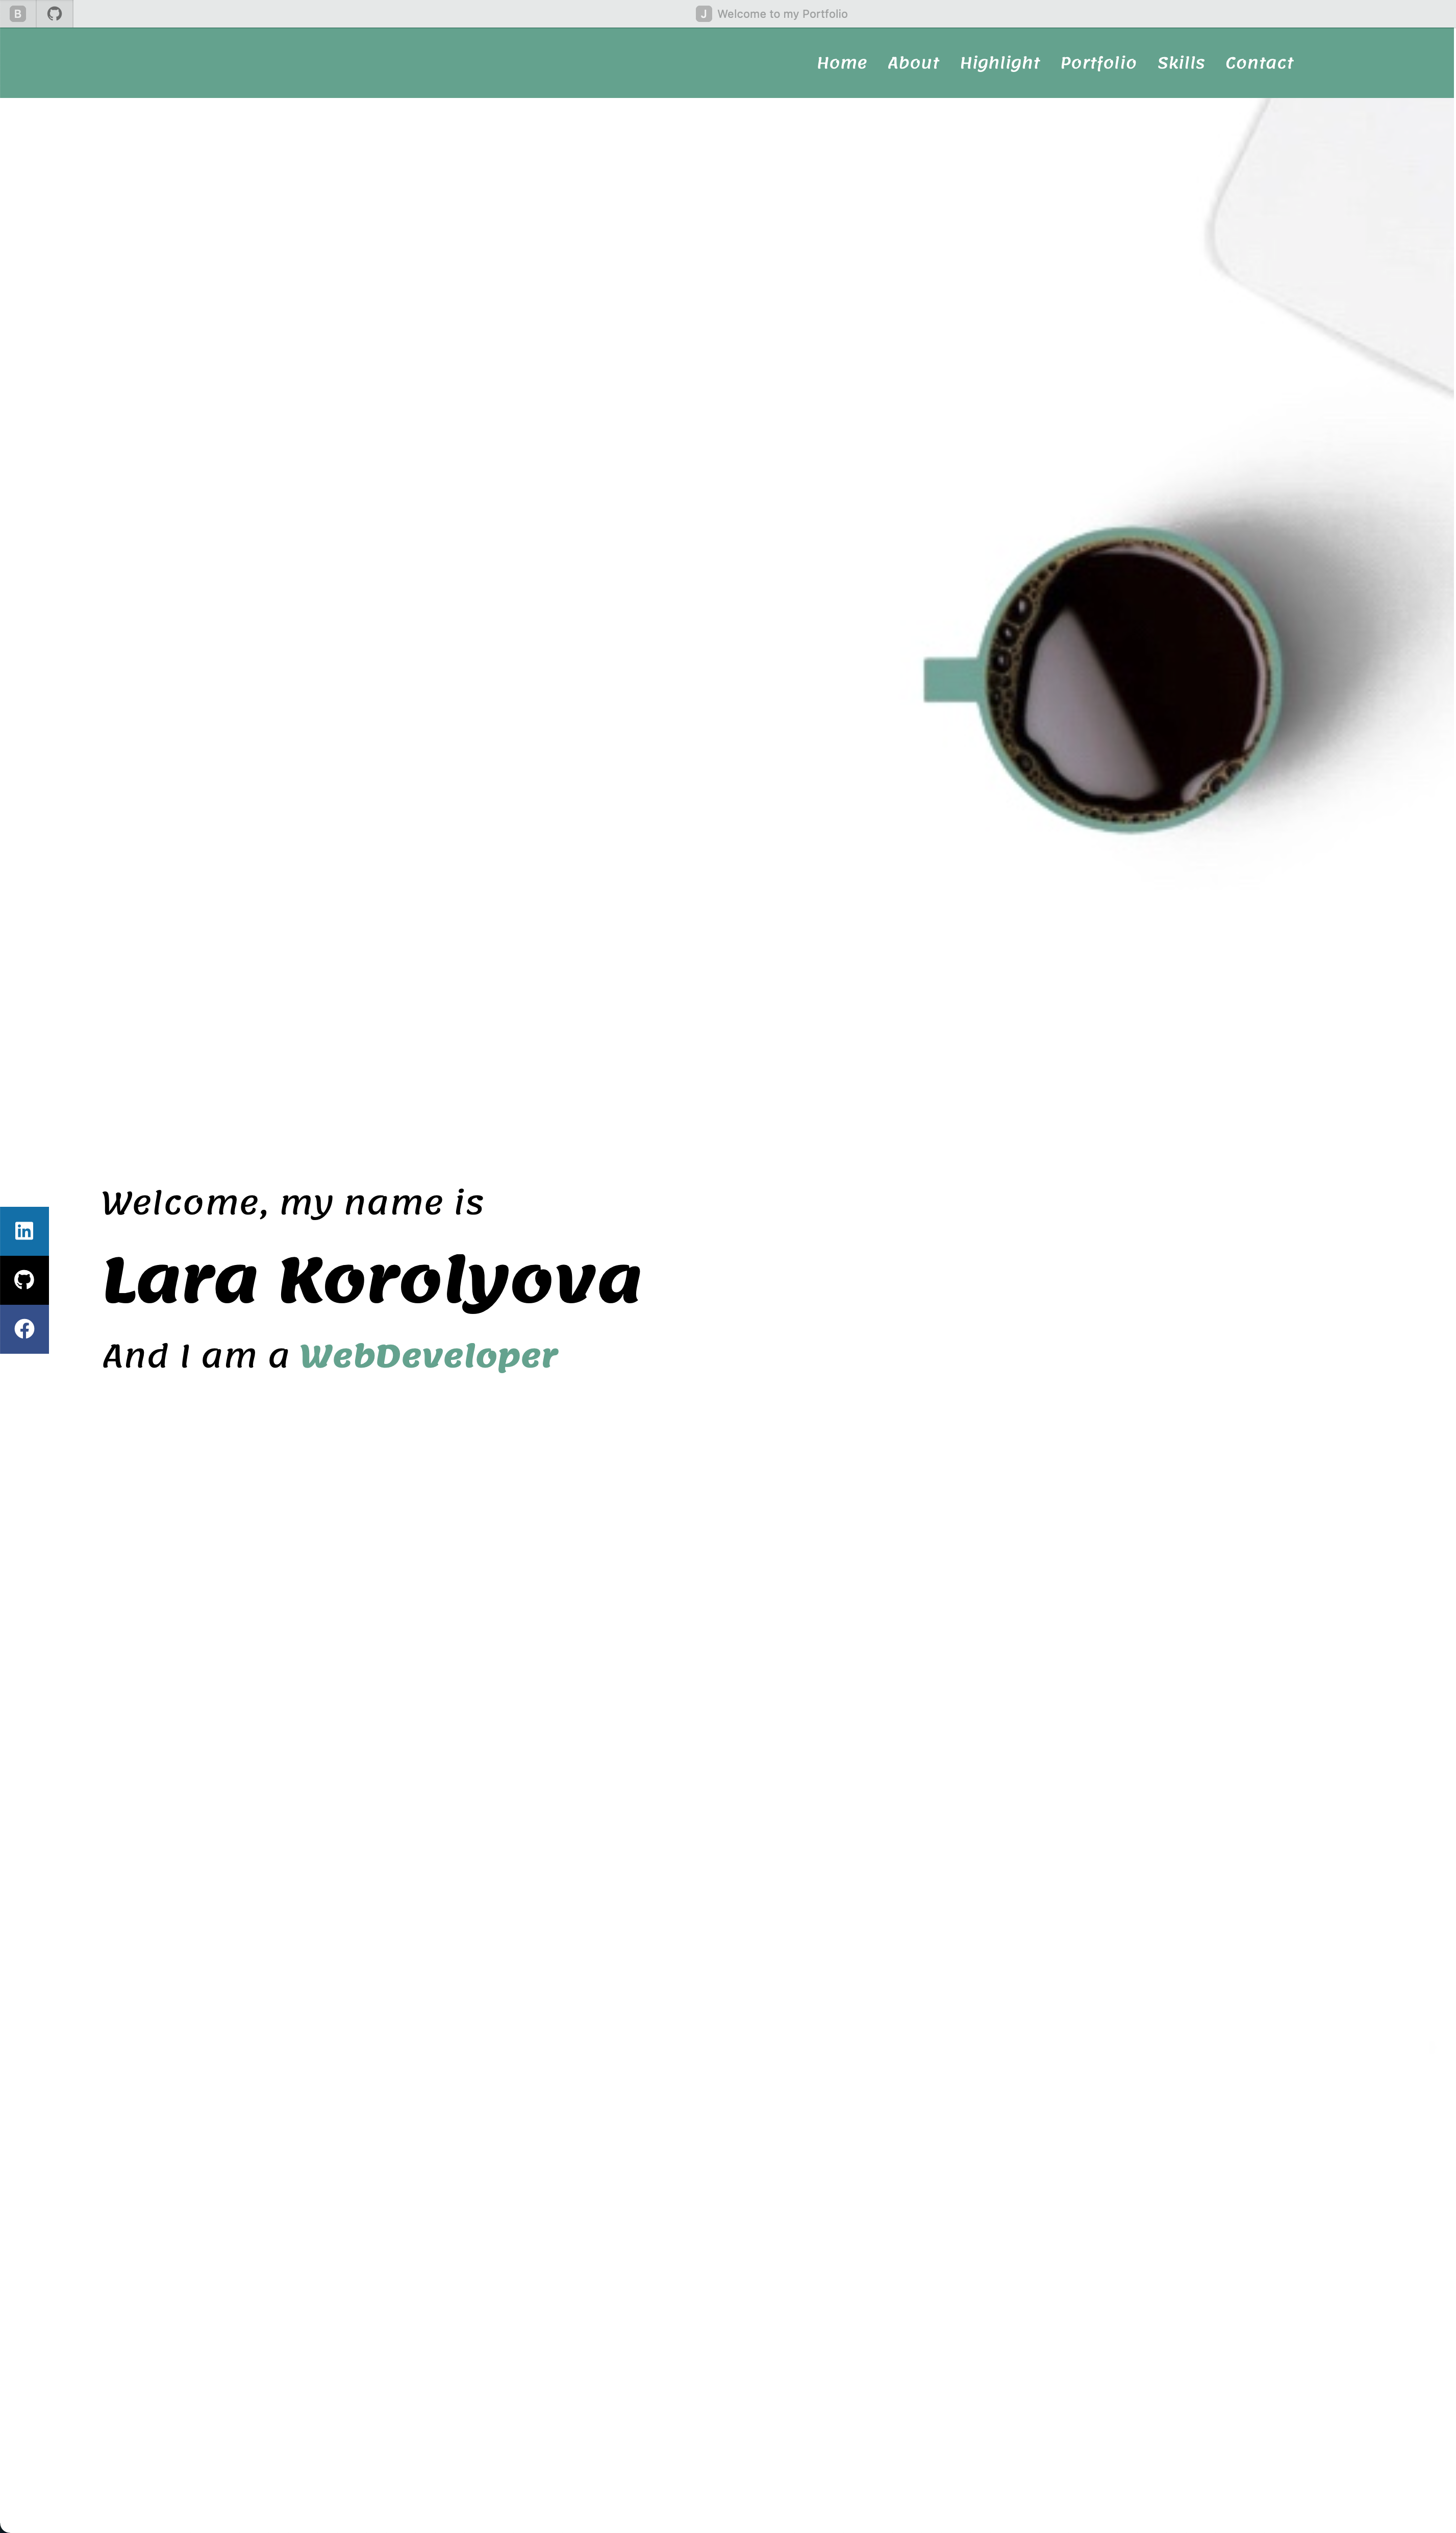 B
J Welcome to my Portfolio
Home About Highlight Portfolio Skills Contact
Welcome, my name is
Lara Korolyova
in
And I am a WebDeveloper